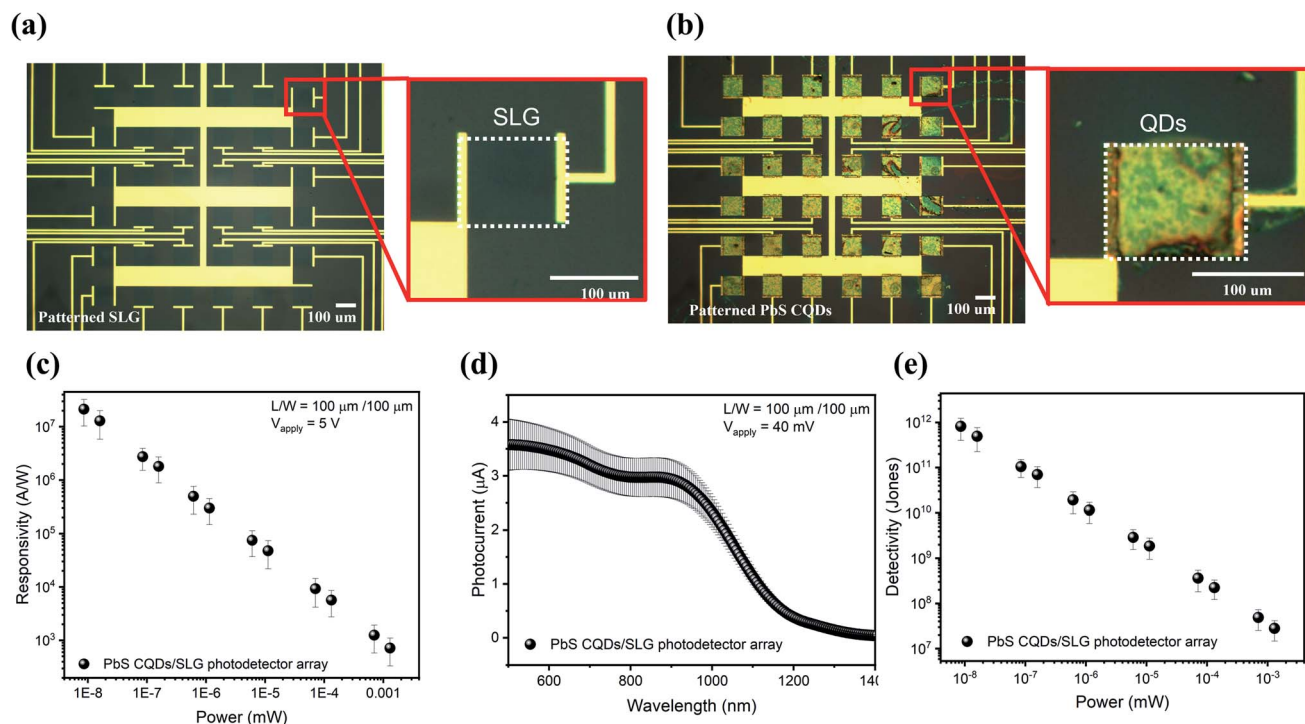 (a)
SLG
100 um
Patterned SLG
100 um
(b)
QDs
100 um
Patterned PbS CQDs
100 um
(c)
L/W = 100 μm /100 μm
V_apply = 5 V
Responsivity (A/W)
10^7
10^6
10^5
10^4
10^3
PbS CQDs/SLG photodetector array
1E-8 1E-7 1E-6 1E-5 1E-4 0.001
Power (mW)
(d)
L/W = 100 μm /100 μm
V_apply = 40 mV
Photocurrent (μA)
4
3
2
1
0
PbS CQDs/SLG photodetector array
600 800 1000 1200 140
Wavelength (nm)
(e)
Detectivity (Jones)
10^12
10^11
10^10
10^9
10^8
10^7
PbS CQDs/SLG photodetector array
10^-8 10^-7 10^-6 10^-5 10^-4 10^-3
Power (mW)